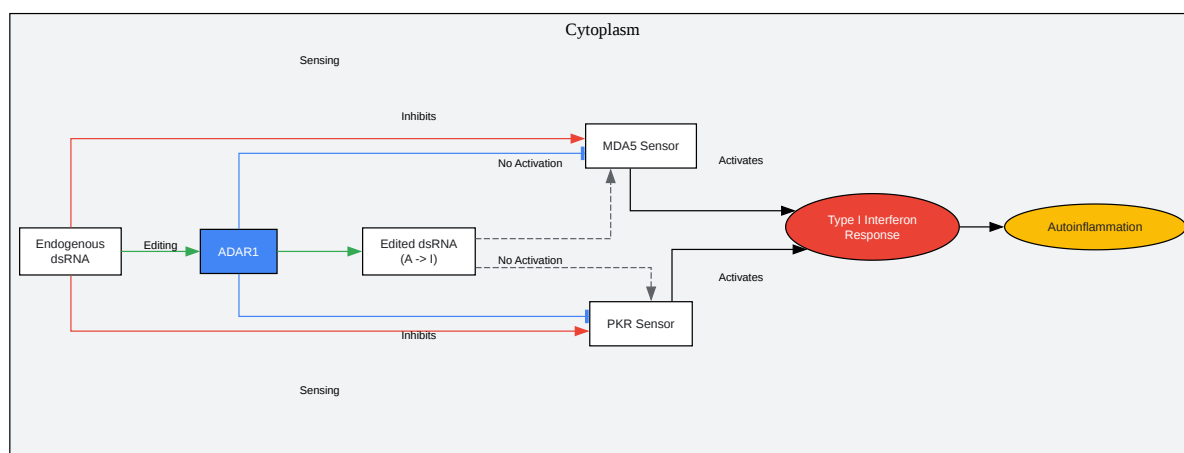 Cytoplasm
Sensing
Inhibits
MDA5 Sensor
No Activation
Activates
Endogenous
dsRNA
Editing
ADAR1
Edited dsRNA
(A -> I)
Type I Interferon
Response
Autoinflammation
No Activation
Activates
PKR Sensor
Inhibits
Sensing